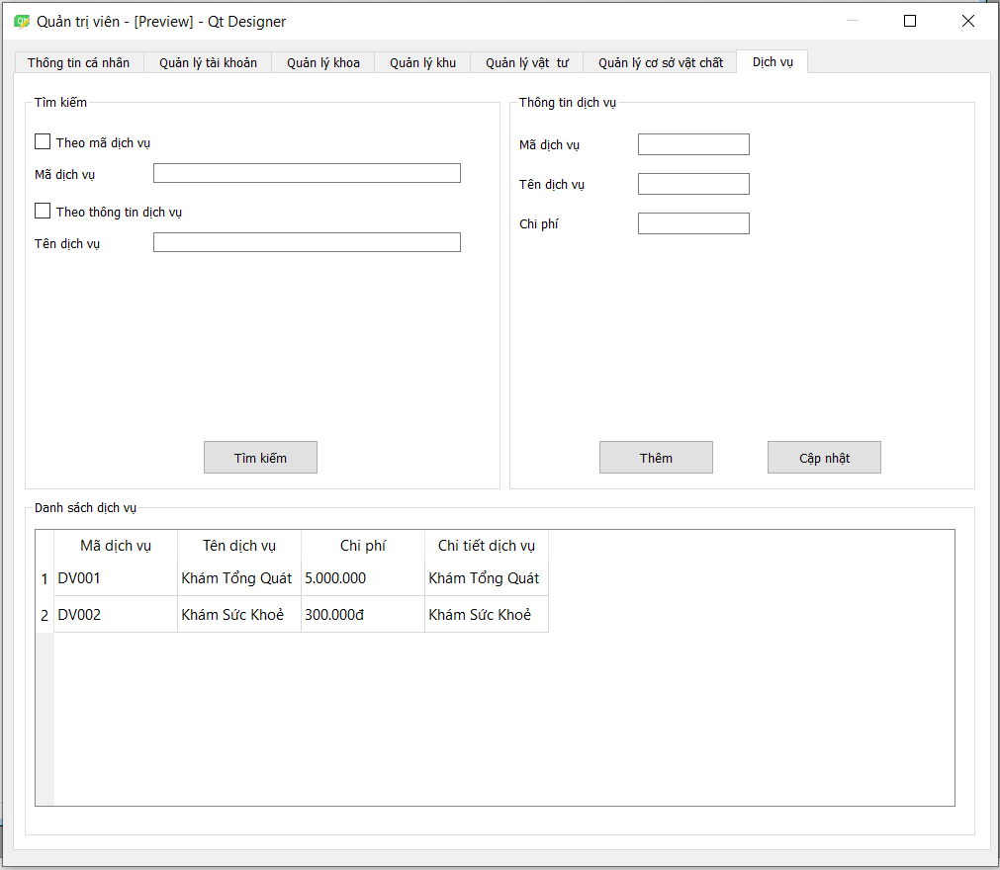 Quản trị viên - [Preview] - Qt Designer
Thông tin cá nhân Quản lý tài khoản Quản lý khoa Quản lý khu Quản lý vật tư Quản lý cơ sở vật chất Dịch vụ
Tìm kiếm
Theo mã dịch vụ
Mã dịch vụ
Theo thông tin dịch vụ
Tên dịch vụ
Tìm kiếm
Thông tin dịch vụ
Mã dịch vụ
Tên dịch vụ
Chi phí
Thêm Cập nhật
Danh sách dịch vụ
Mã dịch vụ Tên dịch vụ Chi phí Chi tiết dịch vụ
1 DV001 Khám Tổng Quát 5.000.000 Khám Tổng Quát
2 DV002 Khám Sức Khoẻ 300.000đ Khám Sức Khoẻ